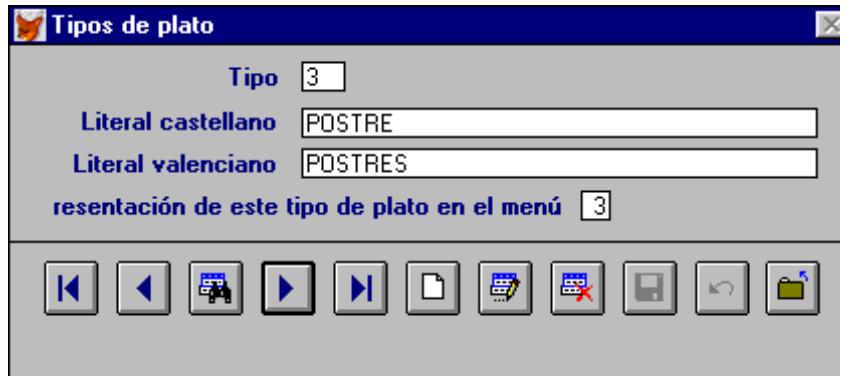 Tipos de plato
Tipo 3
Literal castellano POSTRE
Literal valenciano POSTRES
resentación de este tipo de plato en el menú 3